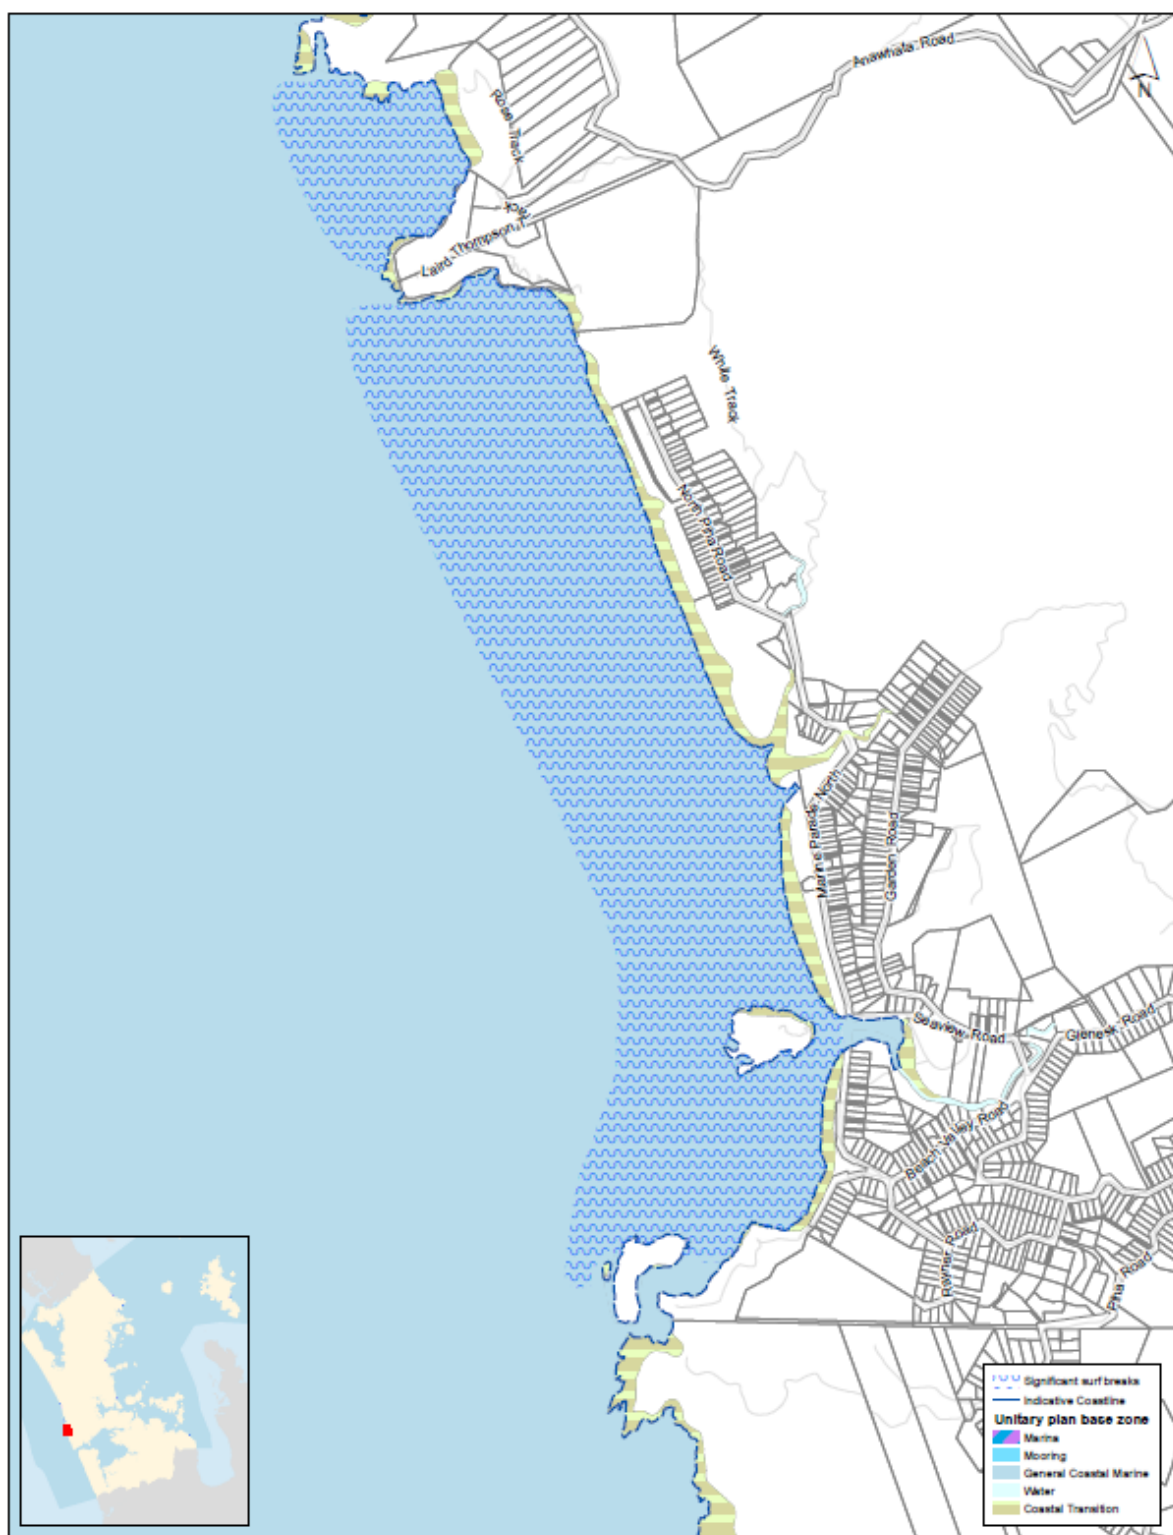 Anawhata Road
N
Rose Track
Laird Thompson Track
White Track
North Piha Road
Marine Parade North
Garden Road
Seaview Road
Glenesk Road
Beach Valley Road
Rayner Road
Piha Road
Significant surf breaks
Indicative Coastline
Unitary plan base zone
Marina
Mooring
General Coastal Marine
Water
Coastal Transition